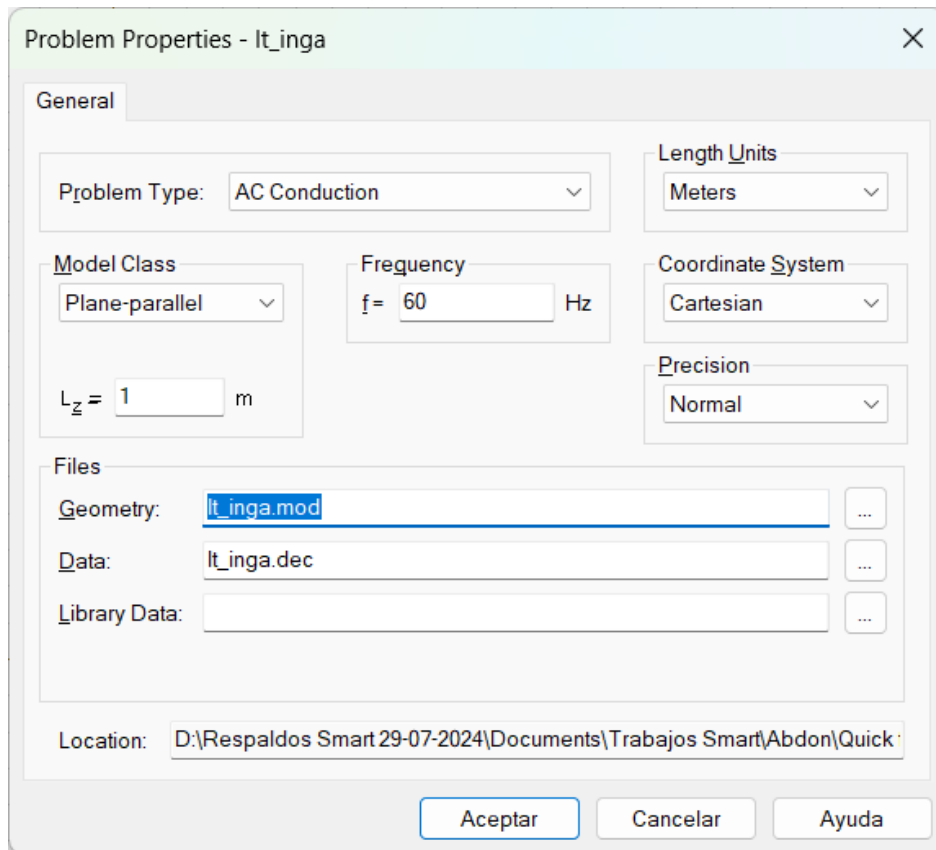 Problem Properties - lt_inga
General
Problem Type: AC Conduction
Length Units
Meters
Model Class
Plane-parallel
Frequency
f = 60 Hz
Coordinate System
Cartesian
Lz = 1 m
Precision
Normal
Files
Geometry: lt_inga.mod ...
Data: lt_inga.dec ...
Library Data: ...
Location: D:\Respaldos Smart 29-07-2024\Documents\Trabajos Smart\Abdon\Quick
Aceptar Cancelar Ayuda